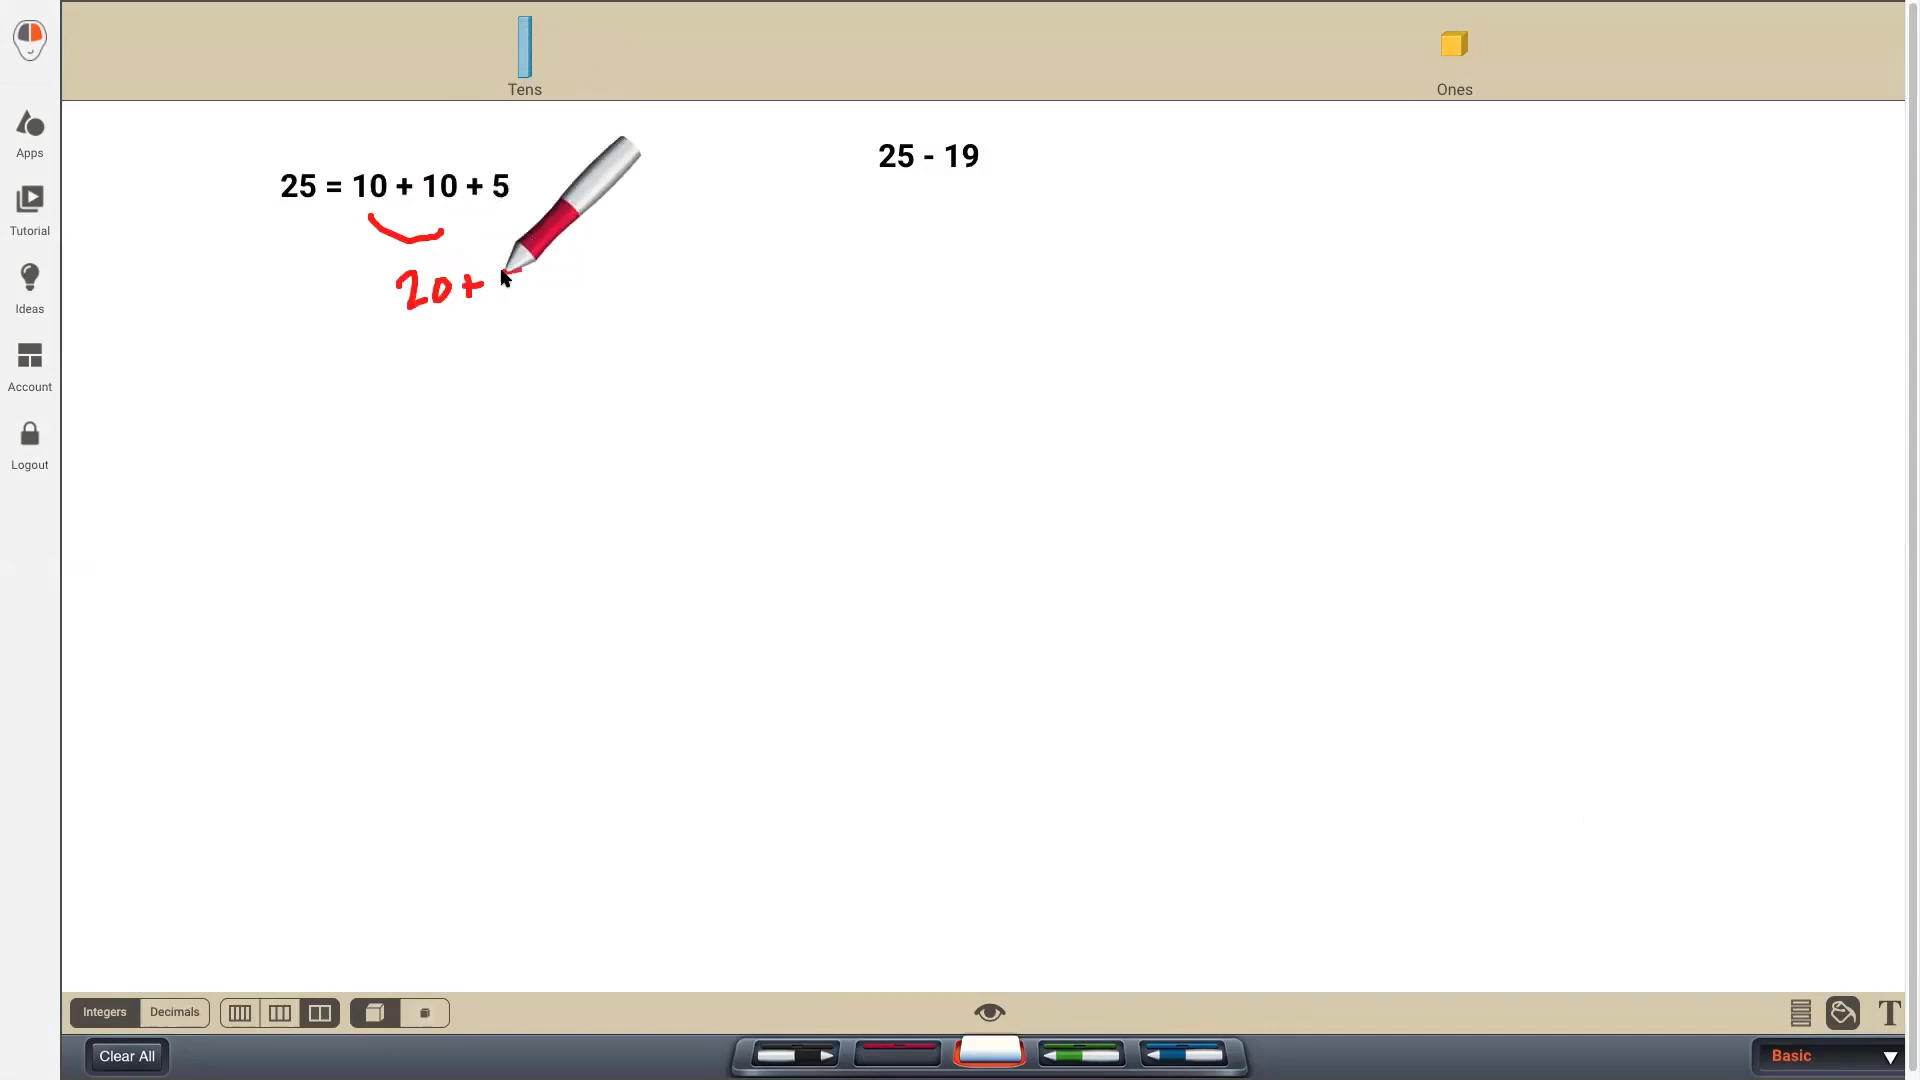 Tens
Ones
Apps
Tutorial
Ideas
Account
Logout
25 = 10 + 10 + 5
20+
25 - 19
Integers
Decimals
T
Clear All
Basic